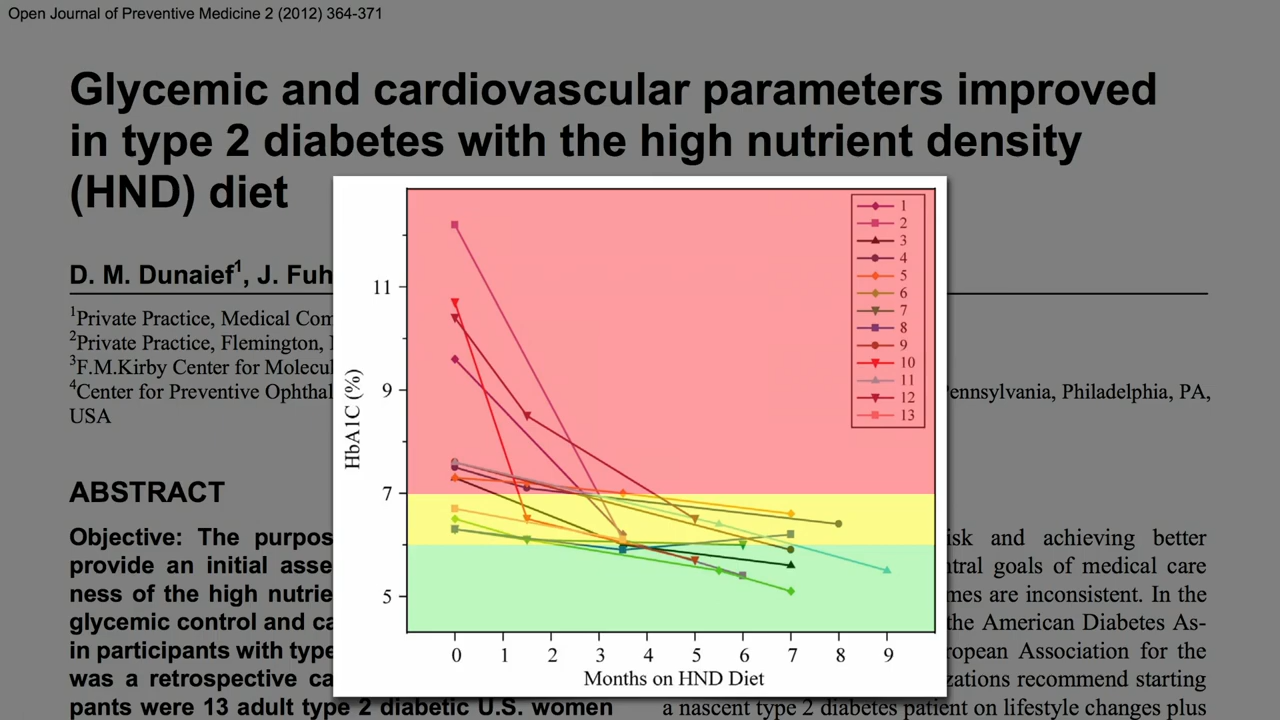 Open Journal of Preventive Medicine 2 (2012) 364-371
Glycemic and cardiovascular parameters improved
in type 2 diabetes with the high nutrient density
(HND) diet
D. M. Dunaief1, J. Fuh
1Private Practice, Medical Com
2Private Practice, Flemington,
3F.M.Kirby Center for Molecul
4Center for Preventive Ophthal
ennsylvania, Philadelphia, PA,
USA
ABSTRACT
Objective: The purpos
provide an initial asse
ness of the high nutrie
glycemic control and ca
in participants with type
was a retrospective ca
pants were 13 adult type 2 diabetic U.S. women
isk and achieving better
ntral goals of medical care
mes are inconsistent. In the
the American Diabetes As-
ropean Association for the
zations recommend starting
a nascent type 2 diabetes patient on lifestyle changes plus
HbA1C (%)
11
9
7
5
0 1 2 3 4 5 6 7 8 9
Months on HND Diet
1
2
3
4
5
6
7
8
9
10
11
12
13